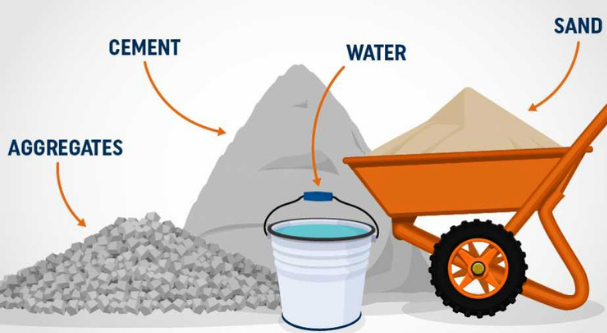 SAND
CEMENT
WATER
AGGREGATES